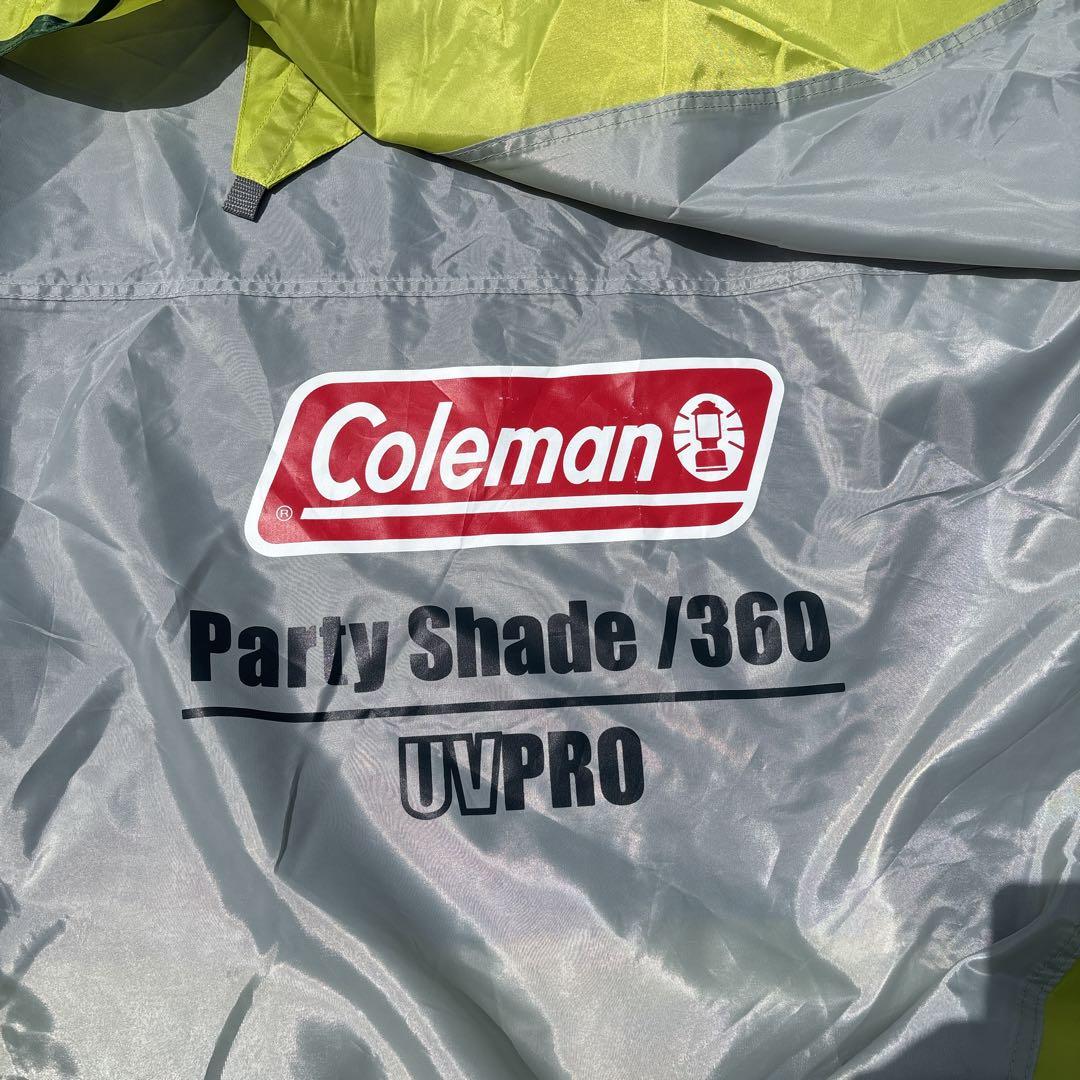 Coleman
®
Party Shade /360
UVPRO